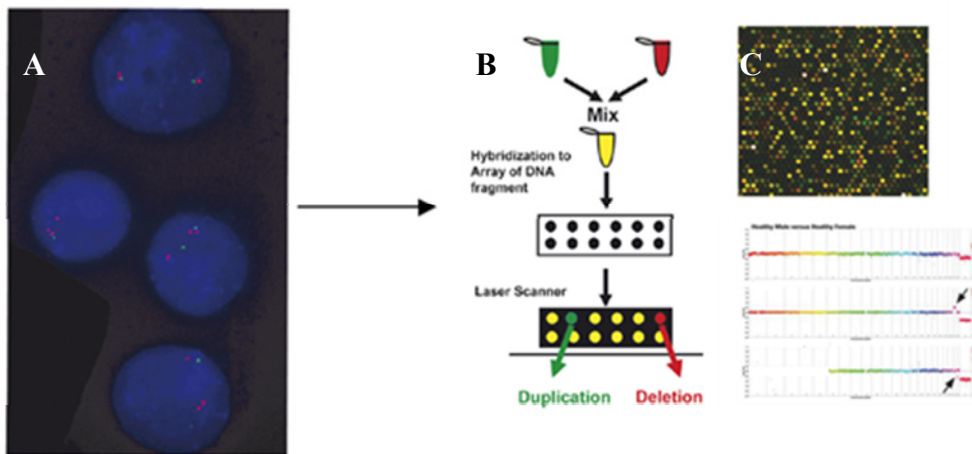 A
B
C
Mix
Hybridization to
Array of DNA
fragment
Laser Scanner
Duplication
Deletion
Healthy Male versus Healthy Female